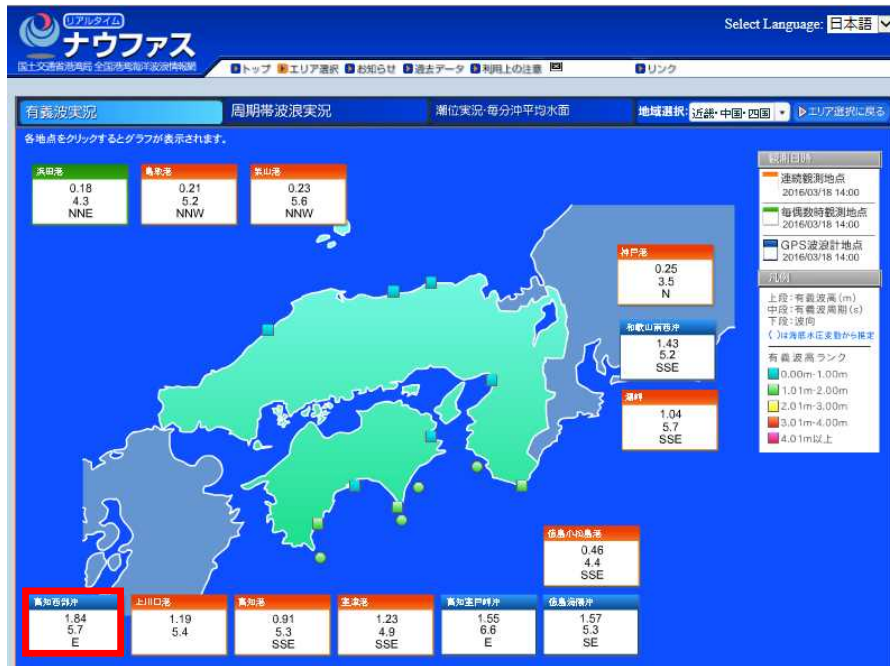 リアルタイム
ナウファス
国土交通省港湾局 全国港湾海洋波浪情報網
Select Language: 日本語
トップ
エリア選択
お知らせ
過去データ
利用上の注意
リンク
有義波実況
周期帯波浪実況
潮位実況・毎分沖平均水面
地域選択:
近畿・中国・四国
エリア選択に戻る
各地点をクリックするとグラフが表示されます。
浜田港
0.18
4.3
NNE
鳥取港
0.21
5.2
NNW
柴山港
0.23
5.6
NNW
神戸港
0.25
3.5
N
和歌山南西沖
1.43
5.2
SSE
潮岬
1.04
5.7
SSE
徳島小松島港
0.46
4.4
SSE
高知西部沖
1.84
5.7
E
上川口港
1.19
5.4
高知港
0.91
5.3
SSE
室津港
1.23
4.9
SSE
高知室戸岬沖
1.55
6.6
E
徳島海陽沖
1.57
5.3
SE
観測日時
連続観測地点
2016/03/18 14:00
毎偶数時観測地点
2016/03/18 14:00
GPS波浪計地点
2016/03/18 14:00
凡例
上段:有義波高(m)
中段:有義波周期(s)
下段:波向
( )は海底水圧変動から推定
有義波高ランク
0.00m-1.00m
1.01m-2.00m
2.01m-3.00m
3.01m-4.00m
4.01m以上